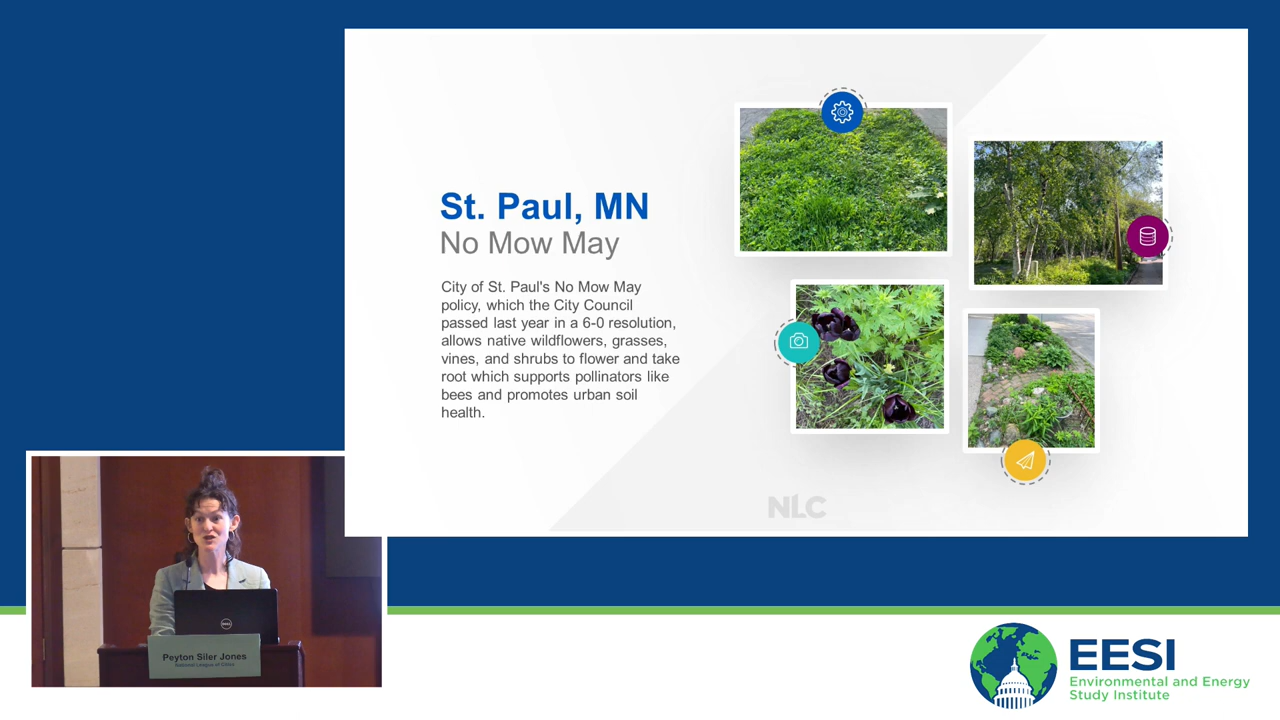 St. Paul, MN
No Mow May
City of St. Paul's No Mow May
policy, which the City Council
passed last year in a 6-0 resolution,
allows native wildflowers, grasses,
vines, and shrubs to flower and take
root which supports pollinators like
bees and promotes urban soil
health.
NLC
DELL
Peyton Siler Jones
National League of Cities
EESI
Environmental and Energy
Study Institute